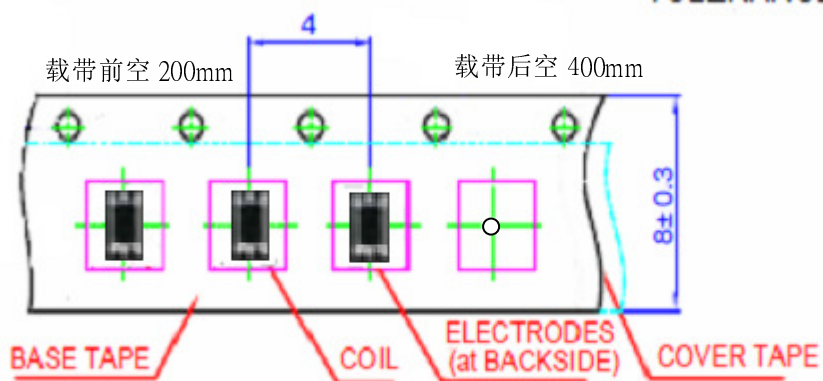 4
载带前空 200mm
载带后空 400mm
8± 0.3
BASE TAPE
COIL
ELECTRODES
(at BACKSIDE)
COVER TAPE